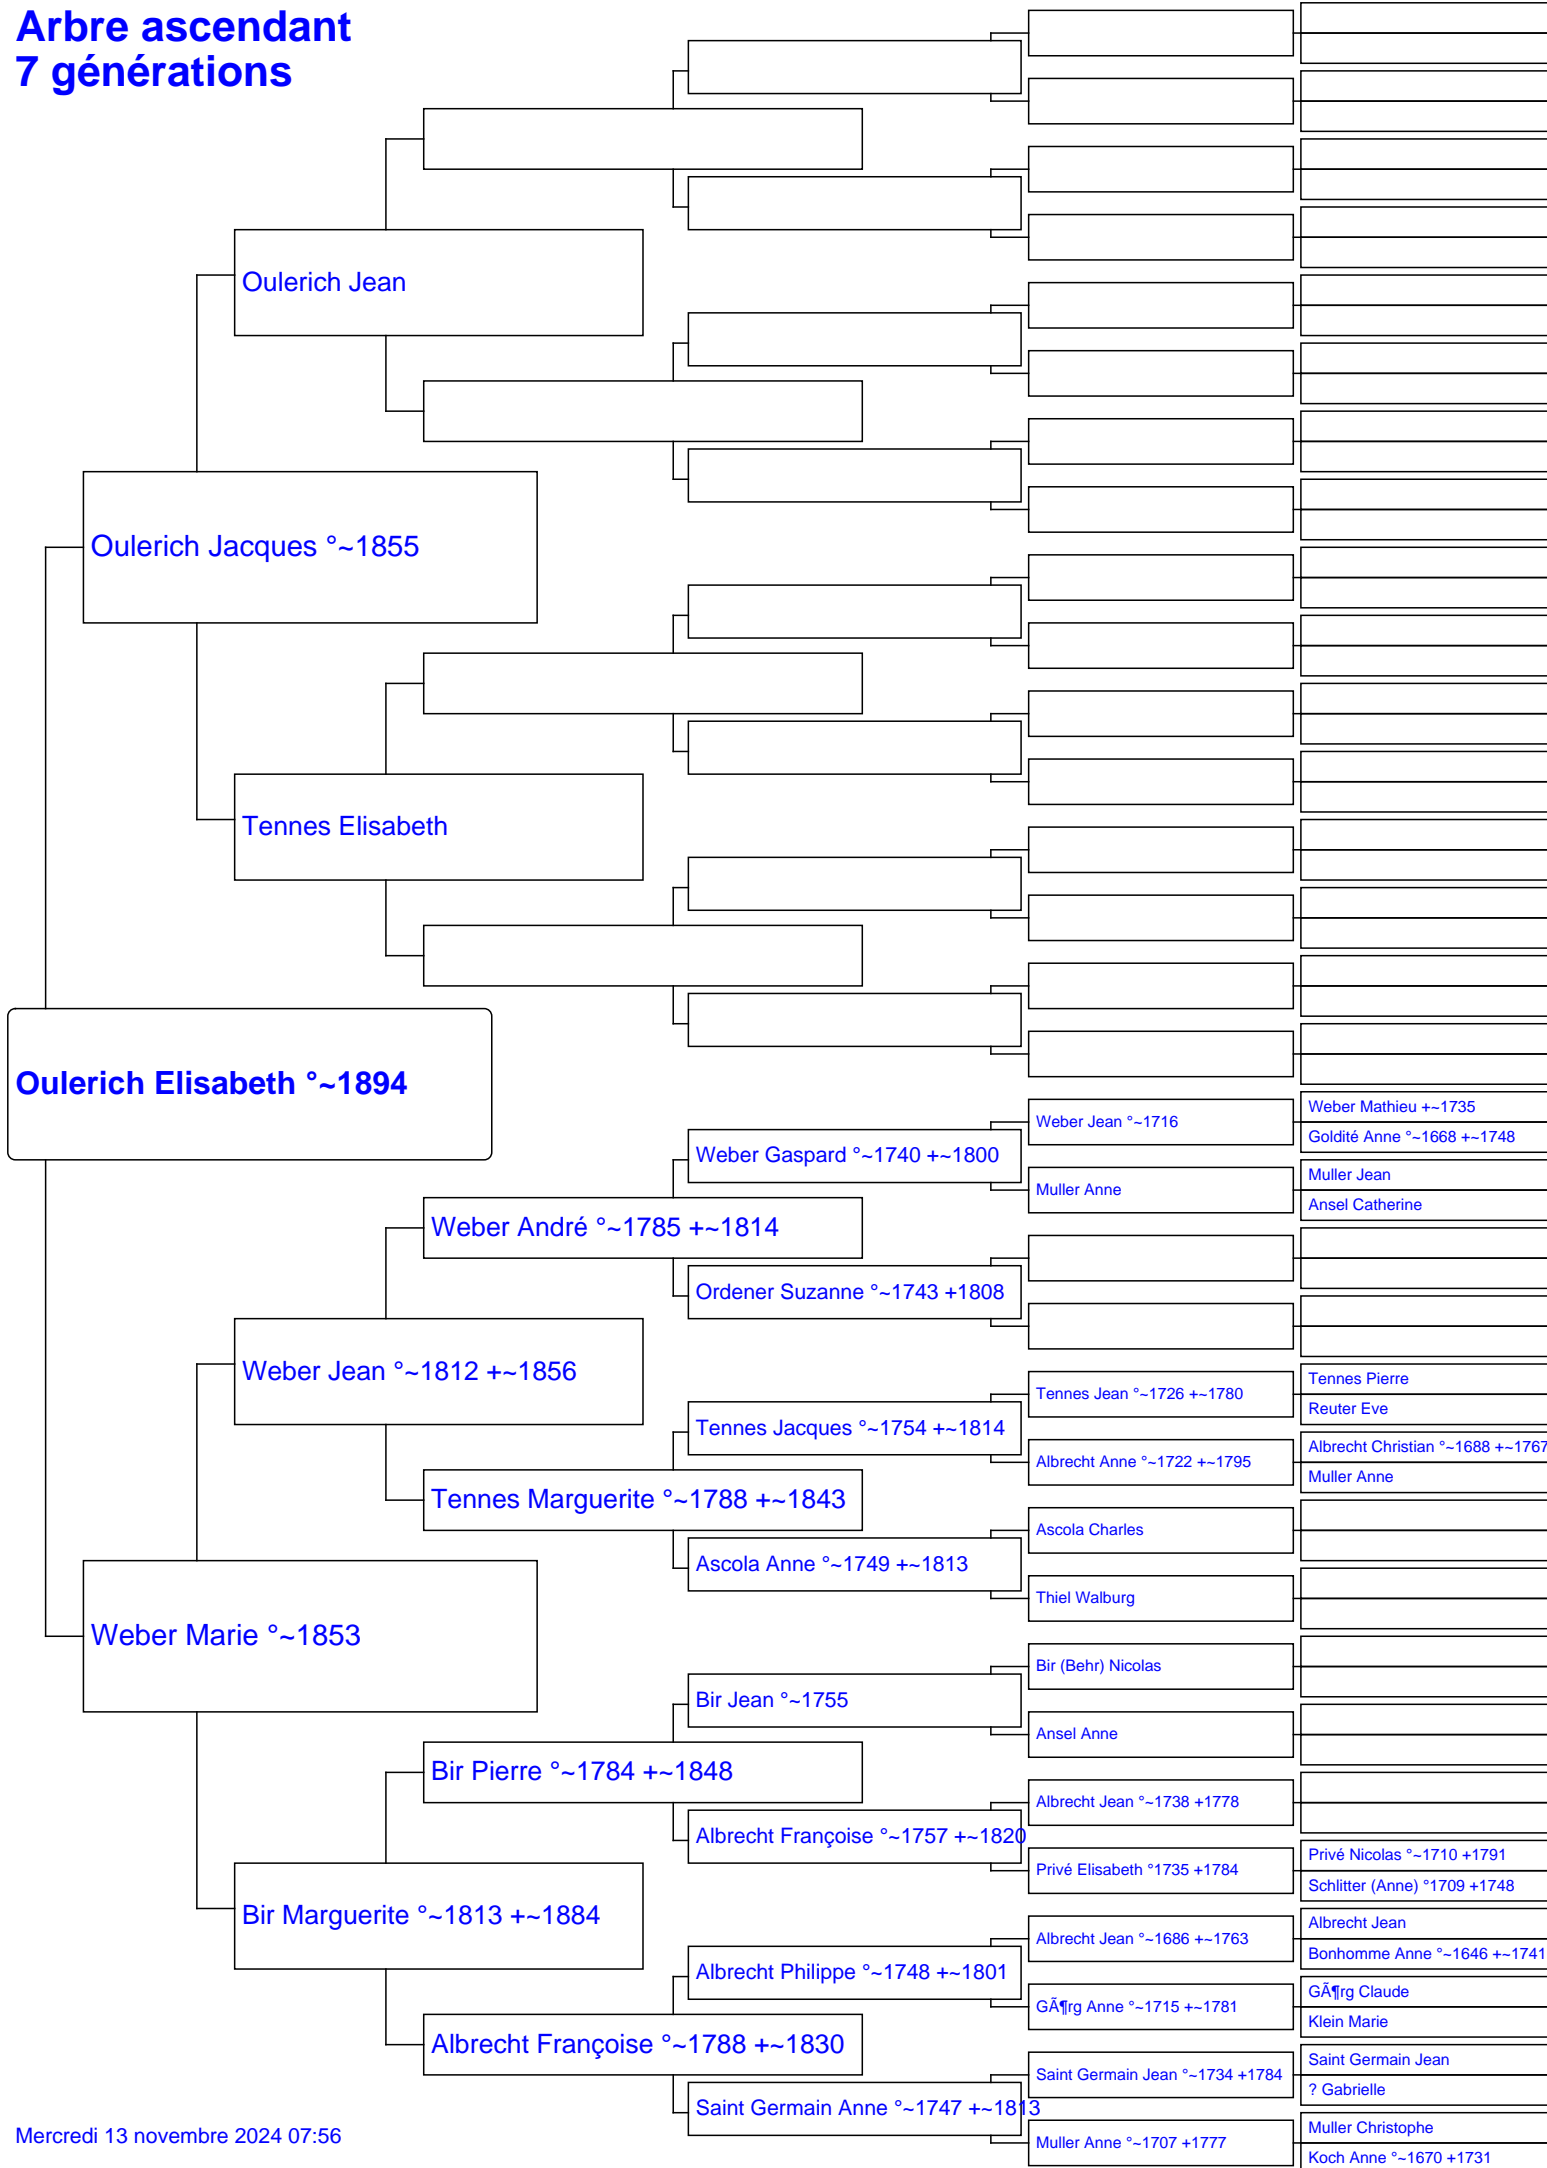 Arbre ascendant
7 générations
Oulerich Jean
Oulerich Jacques °~1855
Tennes Elisabeth
Oulerich Elisabeth °~1894
Weber Mathieu +~1735
Weber Jean °~1716
Goldité Anne °~1668 +~1748
Weber Gaspard °~1740 +~1800
Muller Jean
Muller Anne
Ansel Catherine
Weber André °~1785 +~1814
Ordener Suzanne °~1743 +1808
Weber Jean °~1812 +~1856
Tennes Pierre
Tennes Jean °~1726 +~1780
Reuter Eve
Tennes Jacques °~1754 +~1814
Albrecht Christian °~1688 +~1767
Albrecht Anne °~1722 +~1795
Muller Anne
Tennes Marguerite °~1788 +~1843
Ascola Charles
Ascola Anne °~1749 +~1813
Thiel Walburg
Weber Marie °~1853
Bir (Behr) Nicolas
Bir Jean °~1755
Ansel Anne
Bir Pierre °~1784 +~1848
Albrecht Jean °~1738 +1778
Albrecht Françoise °~1757 +~1820
Privé Nicolas °~1710 +1791
Privé Elisabeth °1735 +1784
Schlitter (Anne) °1709 +1748
Bir Marguerite °~1813 +~1884
Albrecht Jean
Albrecht Jean °~1686 +~1763
Bonhomme Anne °~1646 +~1741
Albrecht Philippe °~1748 +~1801
GÃ¶rg Claude
GÃ¶rg Anne °~1715 +~1781
Klein Marie
Albrecht Françoise °~1788 +~1830
Saint Germain Jean
Saint Germain Jean °~1734 +1784
? Gabrielle
Saint Germain Anne °~1747 +~1813
Muller Christophe
Muller Anne °~1707 +1777
Koch Anne °~1670 +1731
Mercredi 13 novembre 2024 07:56